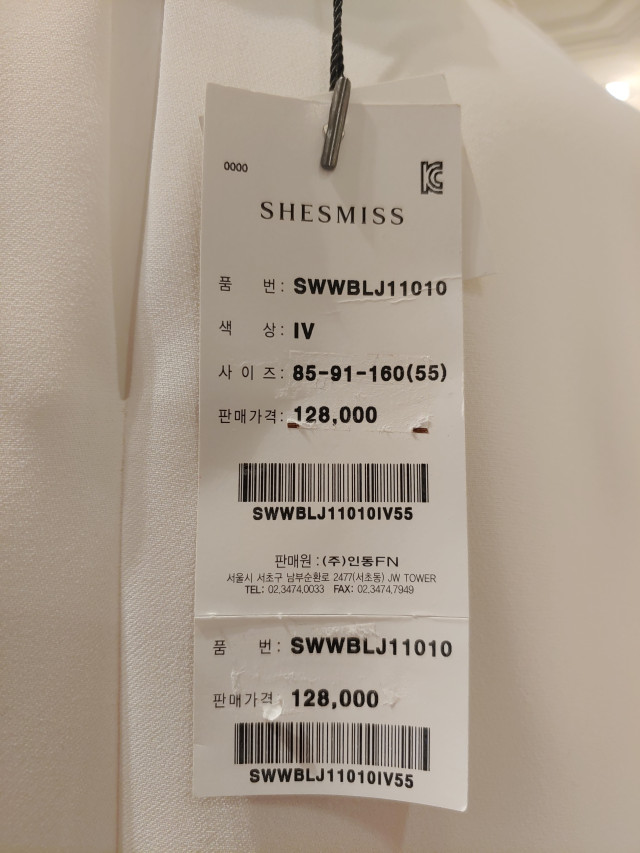 0000
KC
SHESMISS
품 번: SWWBLJ11010
색 상: IV
사 이 즈: 85-91-160(55)
판매가격: 128,000
SWWBLJ11010IV55
판매원 : (주)인동FN
서울시 서초구 남부순환로 2477(서초동) JW TOWER
TEL: 02.3474.0033 FAX: 02.3474.7949
품 번: SWWBLJ11010
판매가격: 128,000
SWWBLJ11010IV55